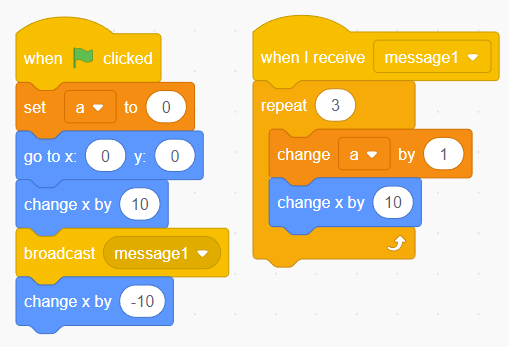 when clicked
set a to 0
go to x: 0 y: 0
change x by 10
broadcast message1
change x by -10
when I receive message1
repeat 3
change a by 1
change x by 10